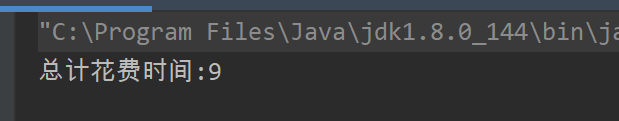 "C:\Program Files\Java\jdk1.8.0_144\bin\ja
总计花费时间:9